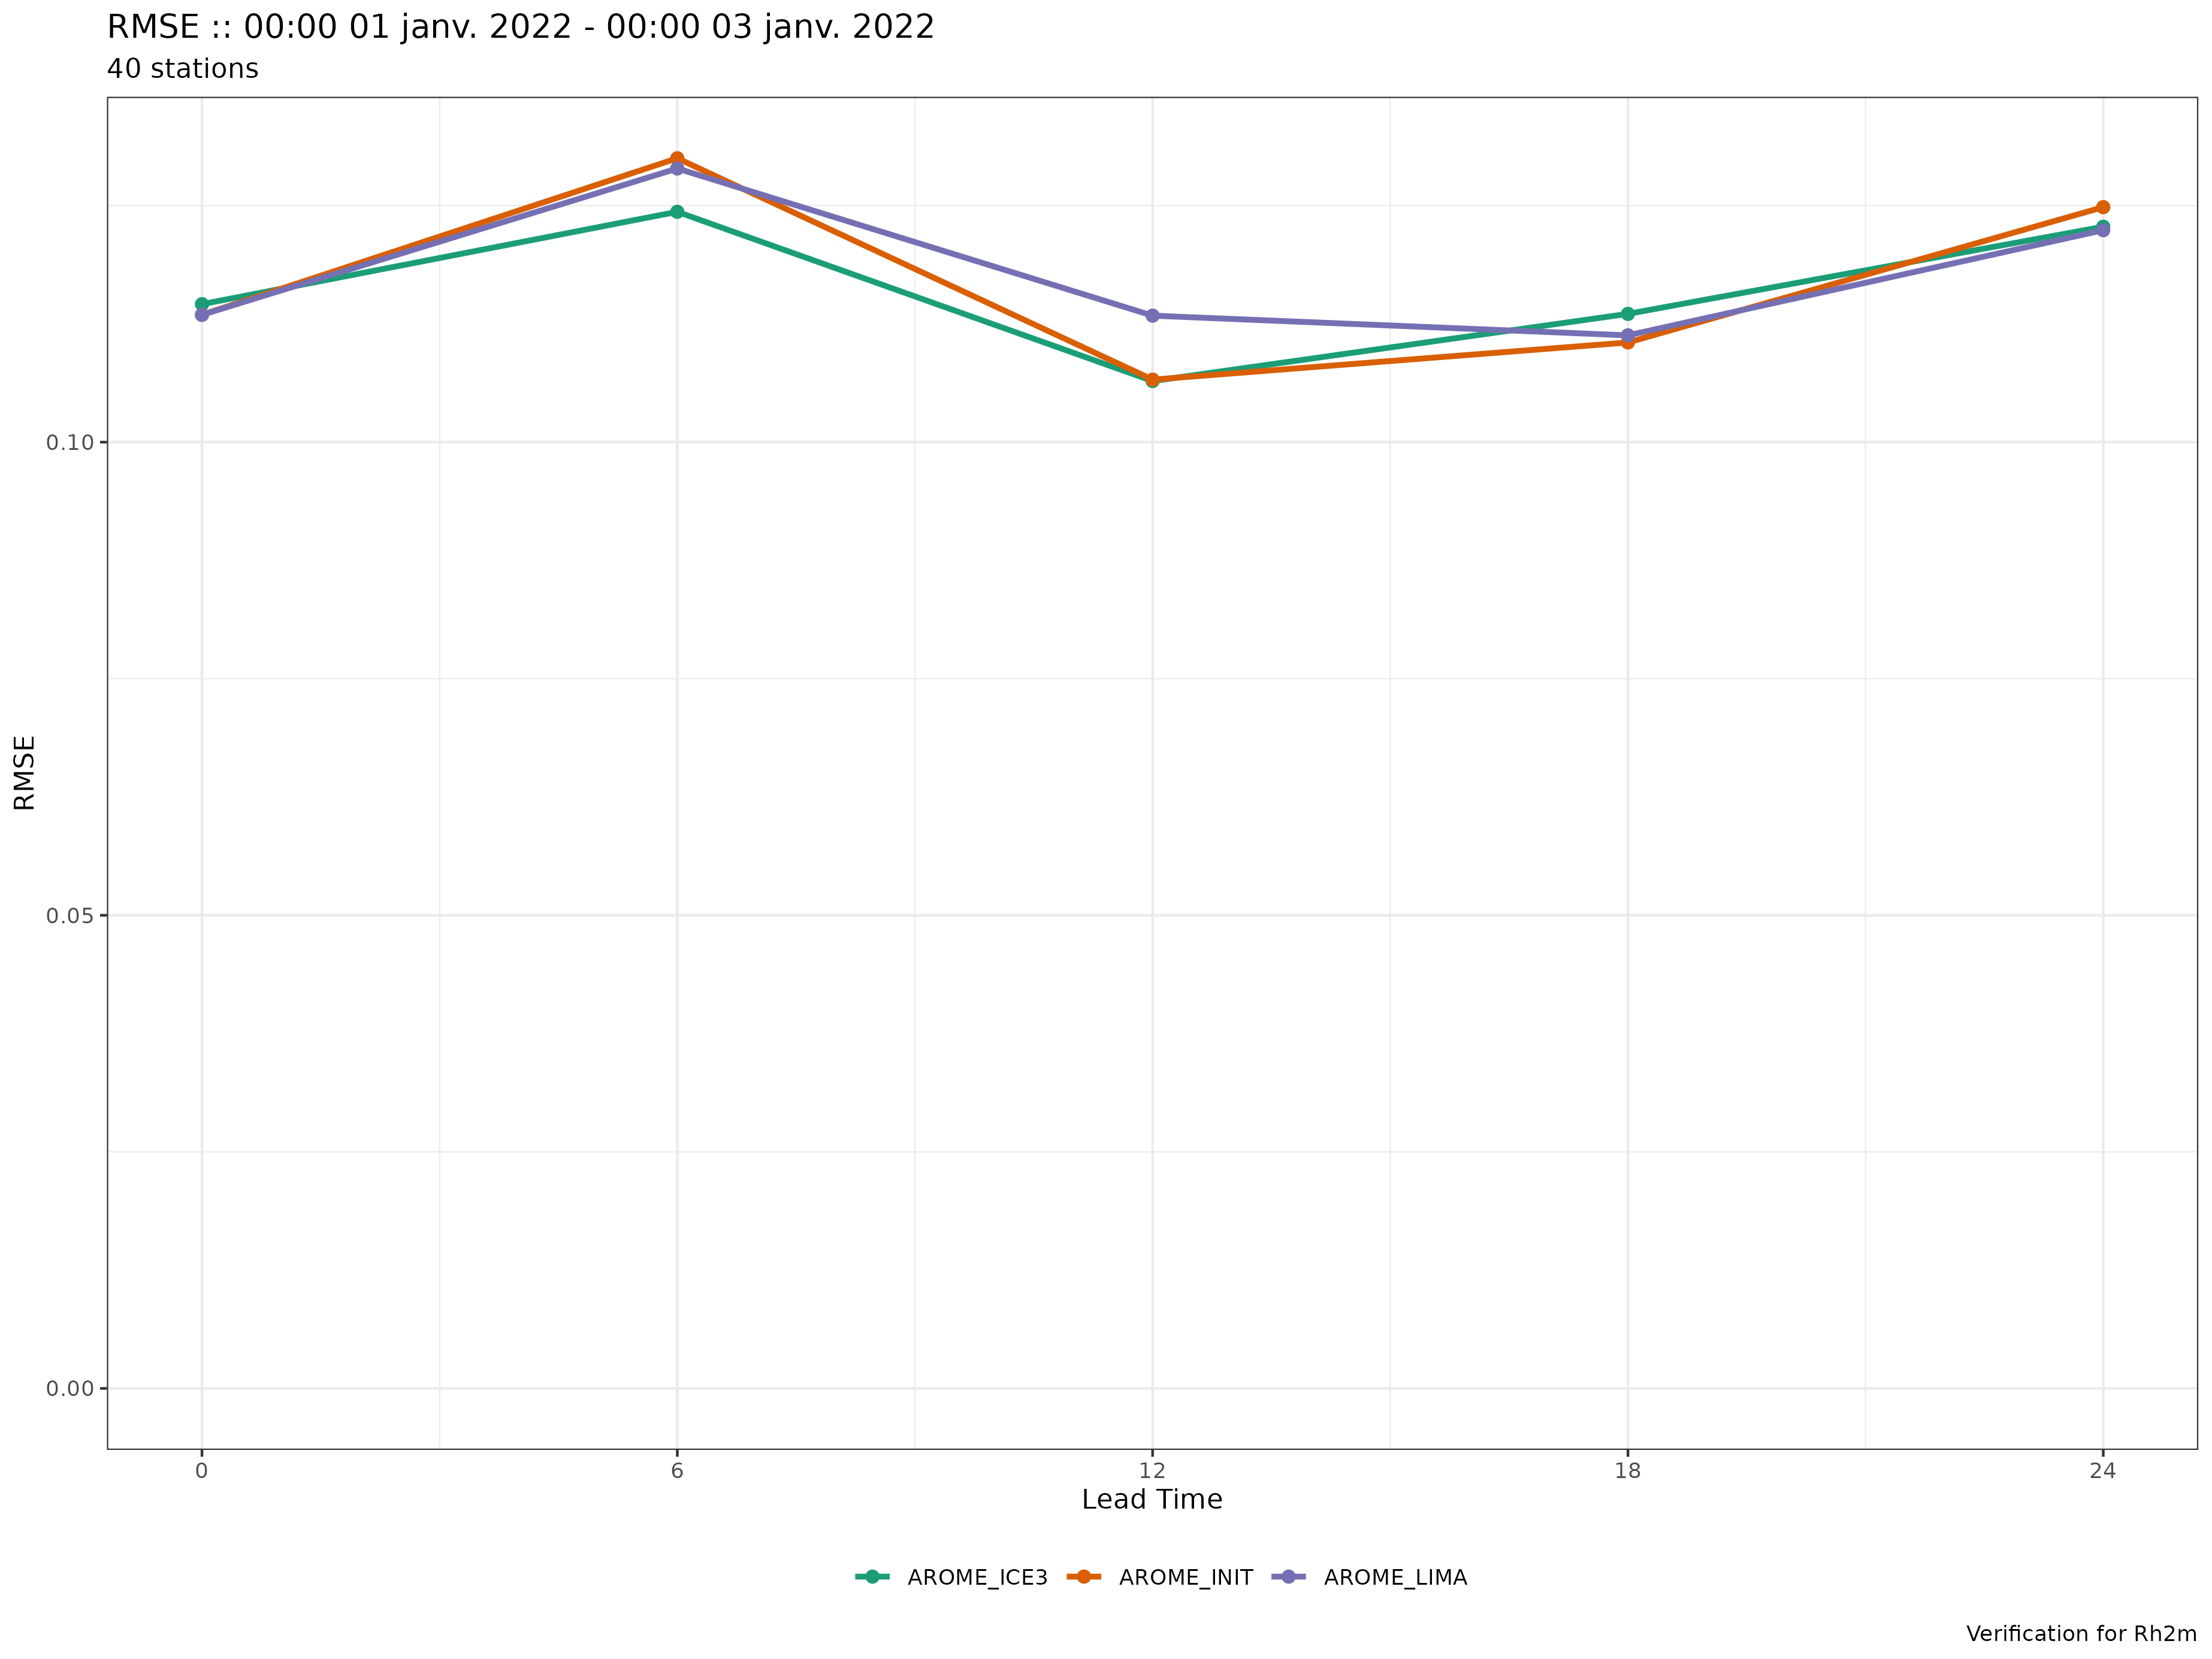 RMSE :: 00:00 01 janv. 2022 - 00:00 03 janv. 2022
40 stations
RMSE
0.10
0.05
0.00
0 6 12 18 24
Lead Time
AROME_ICE3 AROME_INIT AROME_LIMA
Verification for Rh2m